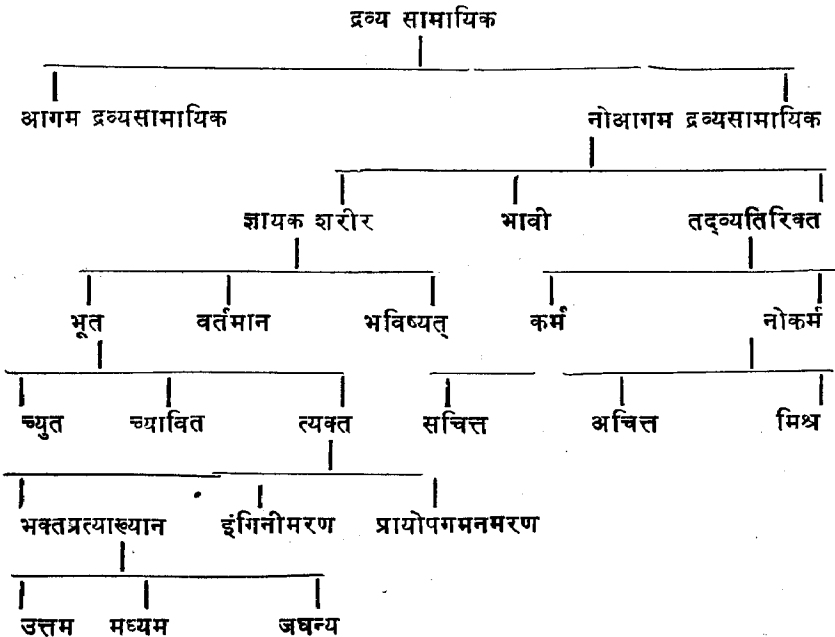 द्रव्य सामायिक
आगम द्रव्यसामायिक नोआगम द्रव्यसामायिक
ज्ञायक शरीर भावी तद्व्यतिरिक्त
भूत वर्तमान भविष्यत् कर्म नोकर्म
च्युत च्यावित त्यक्त सचित्त अचित्त मिश्र
भक्तप्रत्याख्यान इंगिनीमरण प्रायोपगमनमरण
उत्तम मध्यम जघन्य